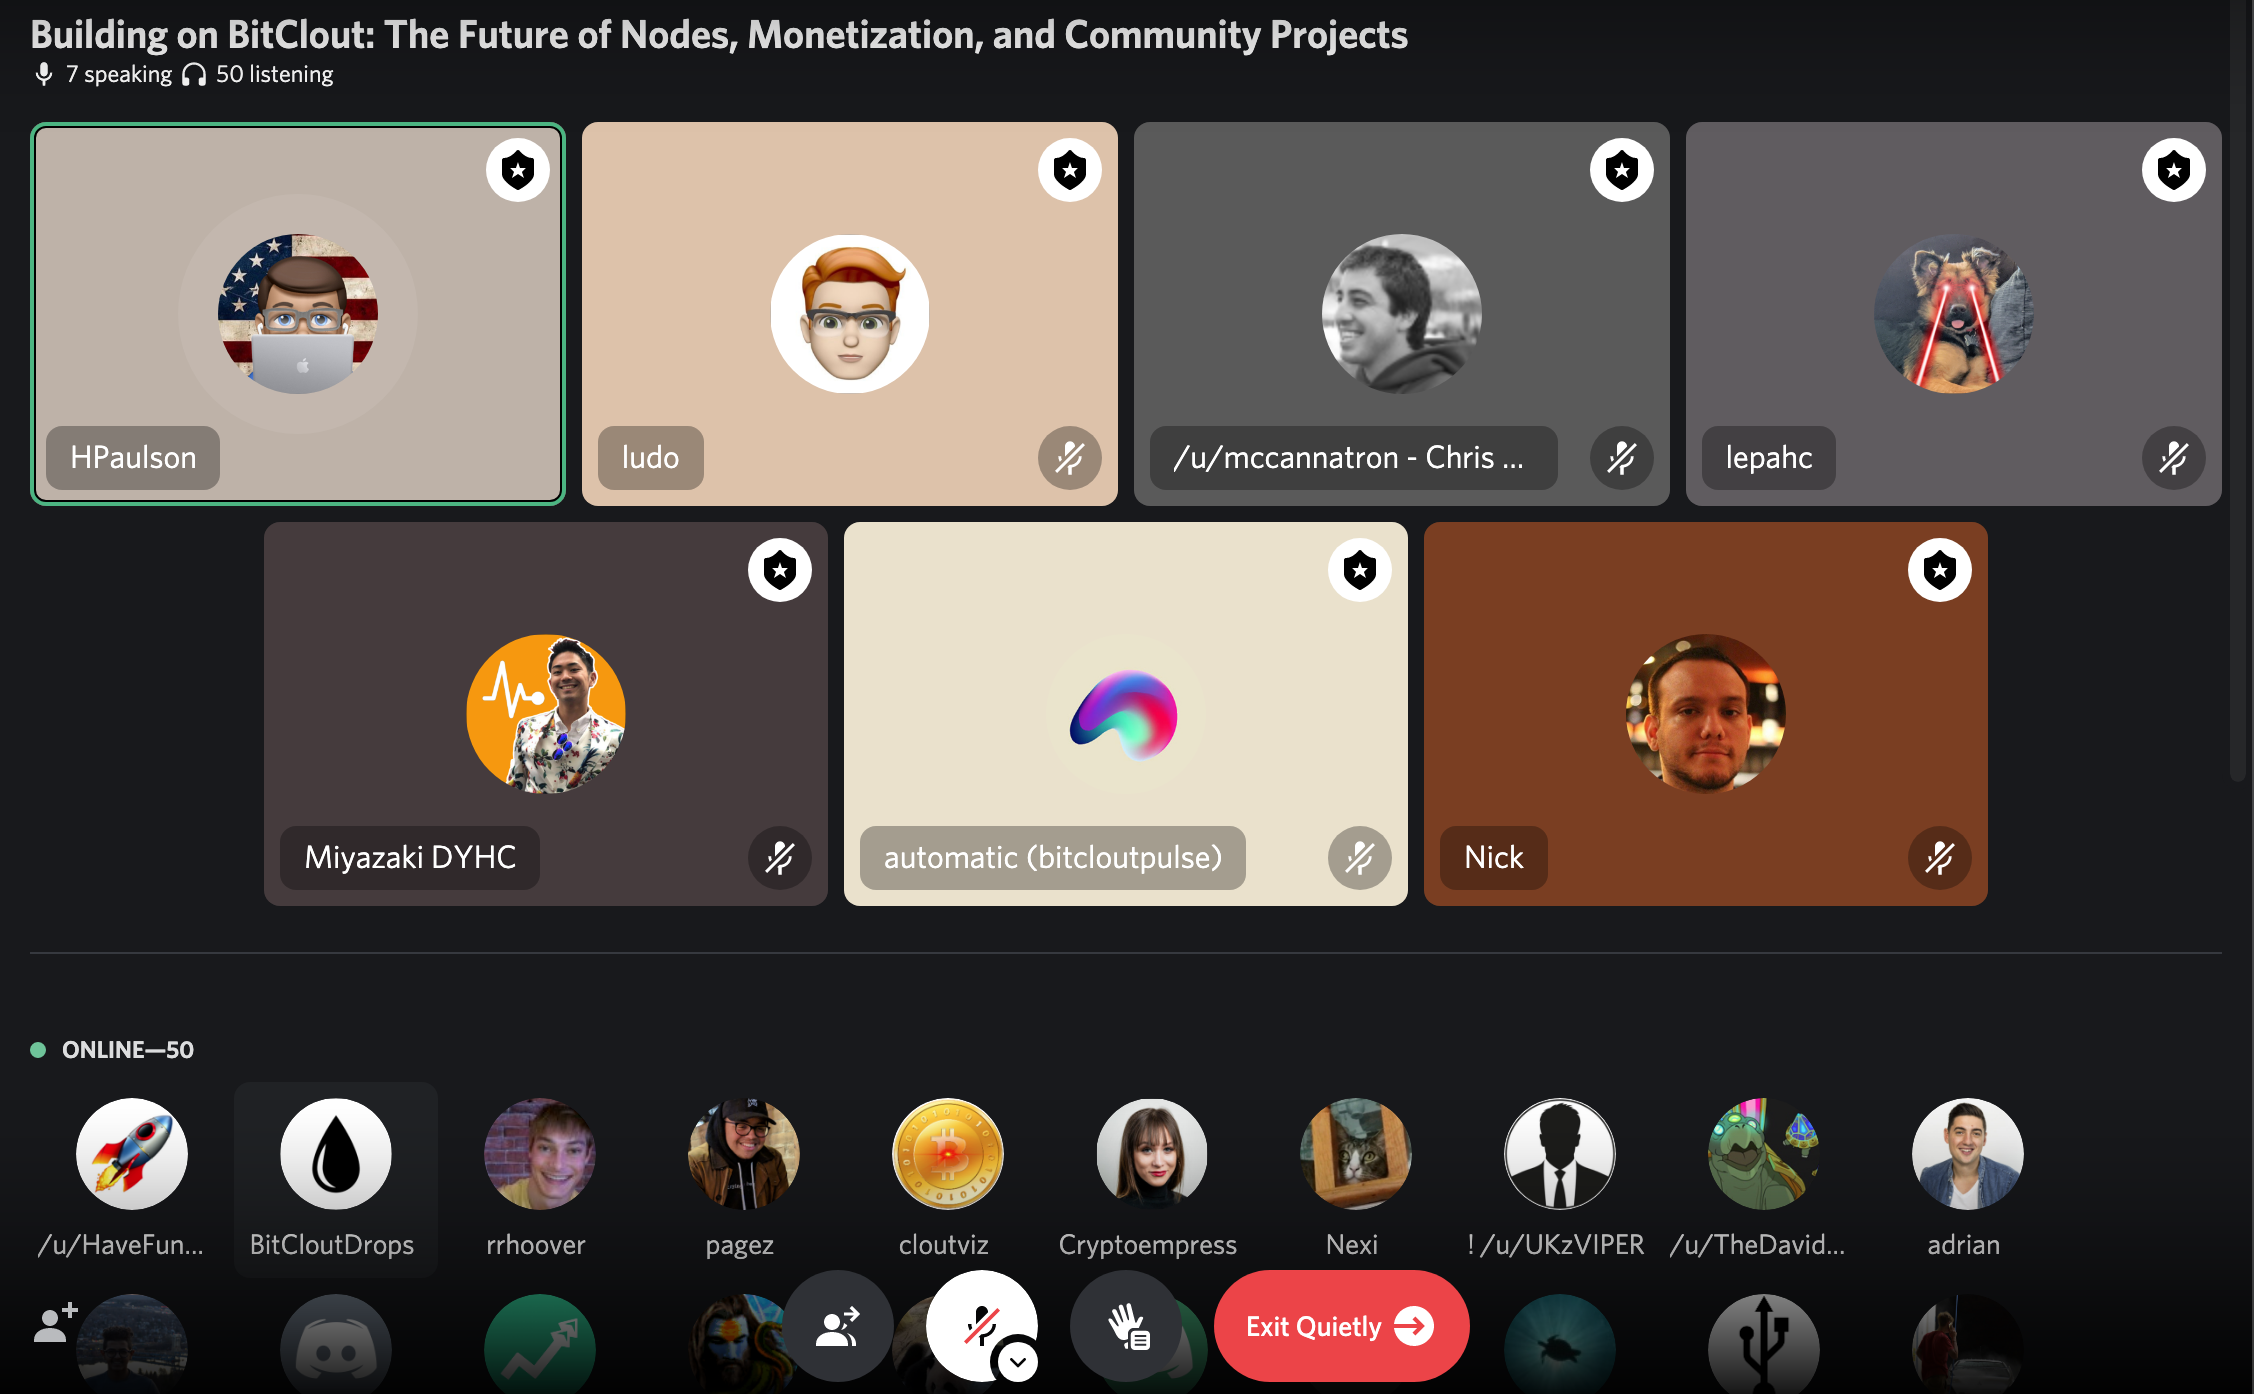 Building on BitClout: The Future of Nodes, Monetization, and Community Projects
7 speaking 50 listening
HPaulson
ludo
/u/mccannatron - Chris ...
lepahc
Miyazaki DYHC
automatic (bitcloutpulse)
Nick
ONLINE—50
/u/HaveFun...
BitCloutDrops
rrhoover
pagez
cloutviz
Cryptoempress
Nexi
! /u/UKzVIPER
/u/TheDavid...
adrian
Exit Quietly